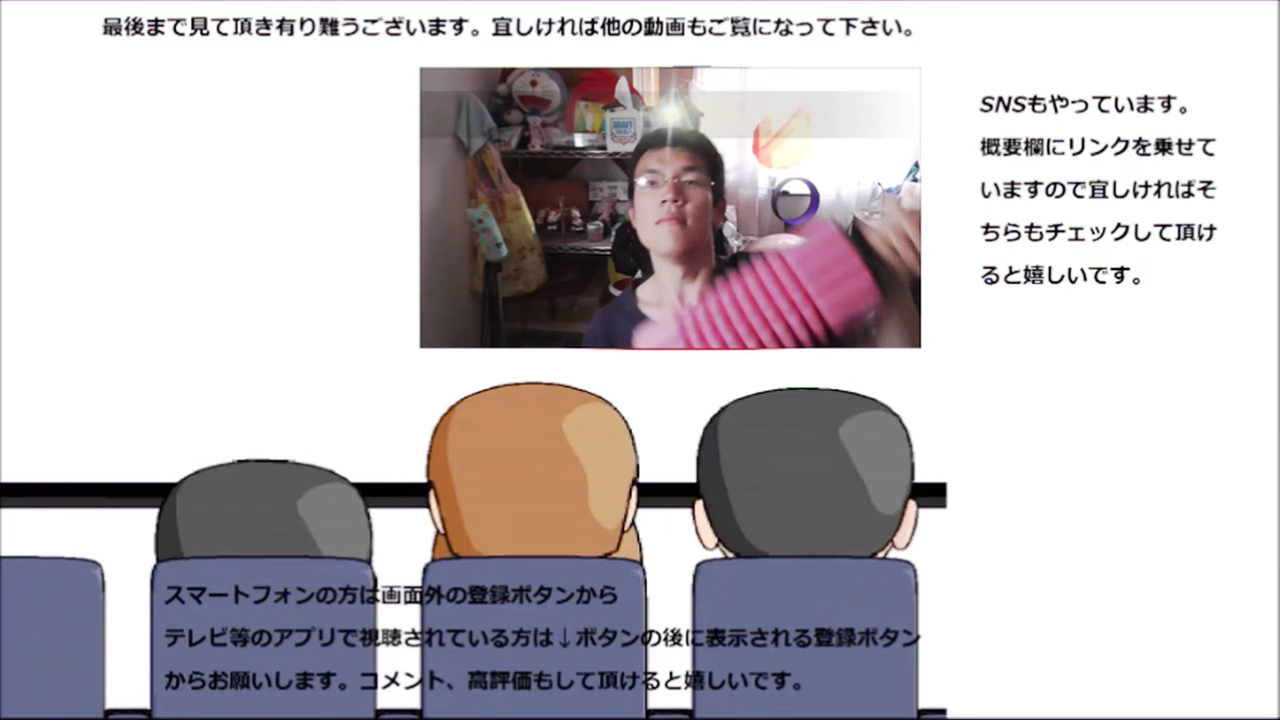 最後まで見て頂き有り難うございます。宜しければ他の動画もご覧になって下さい。
SNSもやっています。
概要欄にリンクを乗せて
いますので宜しければそ
ちらもチェックして頂け
ると嬉しいです。
スマートフォンの方は画面外の登録ボタンから
テレビ等のアプリで視聴されている方は↓ボタンの後に表示される登録ボタン
からお願いします。コメント、高評価もして頂けると嬉しいです。